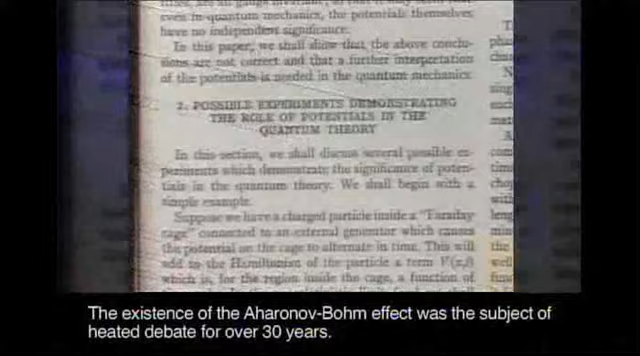 even in quantum mechanics, the potentials themselves
have no independent significance.
In this paper, we shall show that the above conclu-
sions are not correct and that a further interpretation
of the potentials is needed in the quantum mechanics.
2. POSSIBLE EXPERIMENTS DEMONSTRATING
THE ROLE OF POTENTIALS IN THE
QUANTUM THEORY
In this section, we shall discuss several possible ex-
periments which demonstrate the significance of poten-
tials in the quantum theory. We shall begin with a
simple example.
Suppose we have a charged particle inside a "Faraday
cage" connected to an external generator which causes
the potential on the cage to alternate in time. This will
add to the Hamiltonian of the particle a term V(x,t)
which is, for the region inside the cage, a function of
The existence of the Aharonov-Bohm effect was the subject of
heated debate for over 30 years.